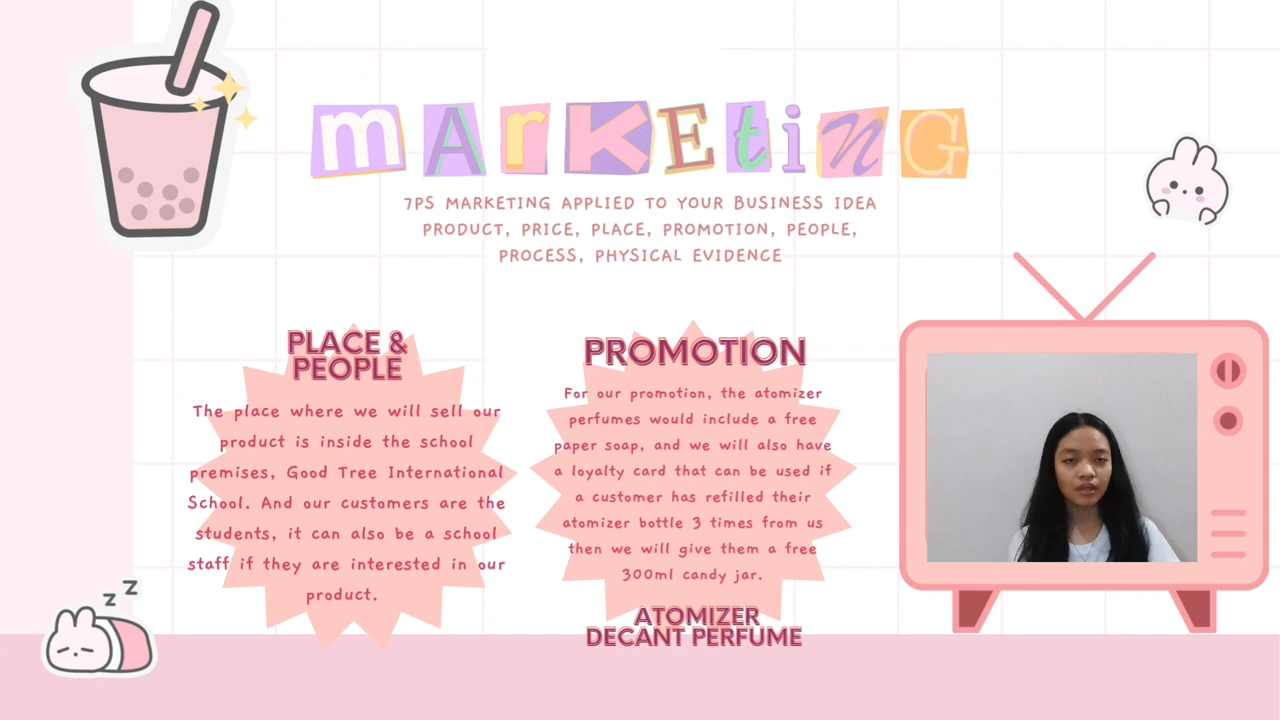 mArKEtinG
7PS MARKETING APPLIED TO YOUR BUSINESS IDEA
PRODUCT, PRICE, PLACE, PROMOTION, PEOPLE,
PROCESS, PHYSICAL EVIDENCE
PLACE &
PEOPLE
The place where we will sell our
product is inside the school
premises, Good Tree International
School. And our customers are the
students, it can also be a school
staff if they are interested in our
product.
PROMOTION
For our promotion, the atomizer
perfumes would include a free
paper soap, and we will also have
a loyalty card that can be used if
a customer has refilled their
atomizer bottle 3 times from us
then we will give them a free
300ml candy jar.
ATOMIZER
DECANT PERFUME
z z z